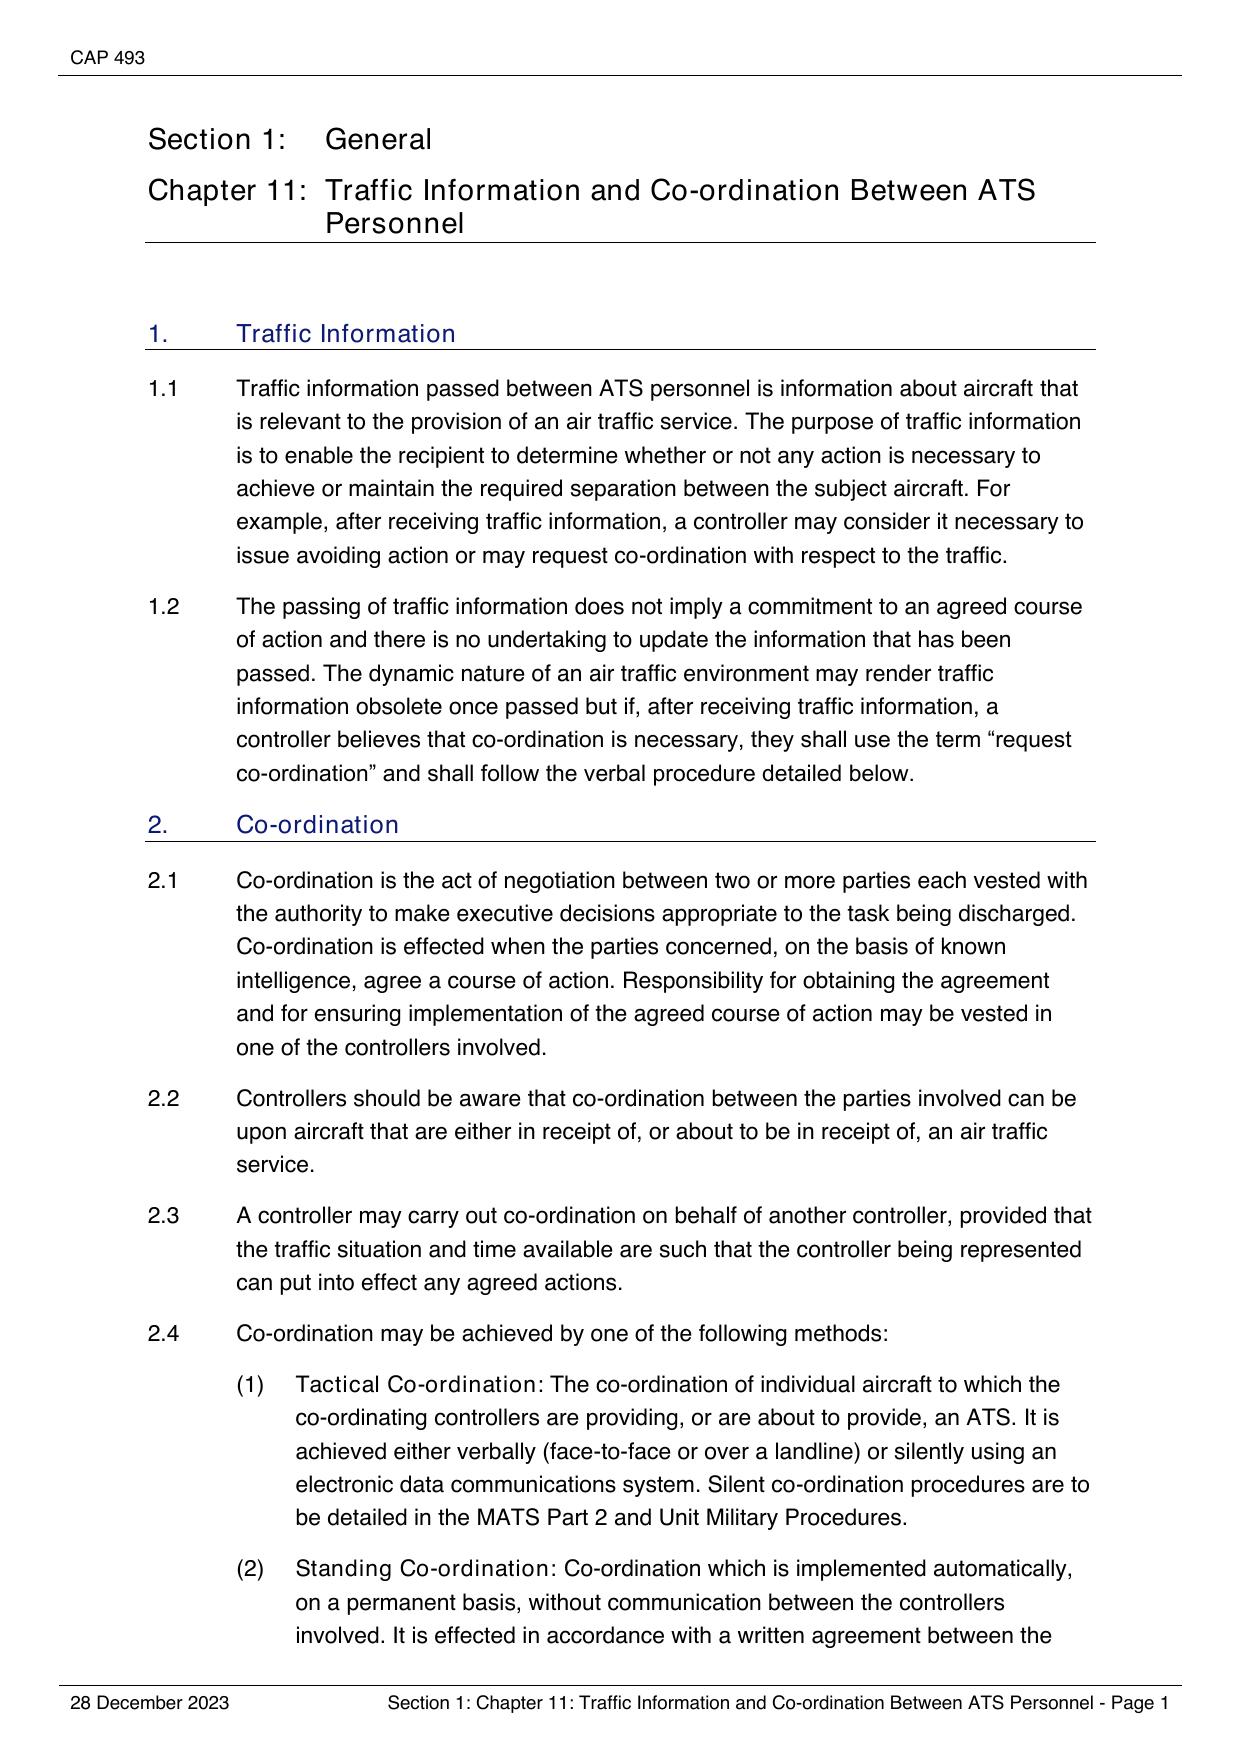 CAP 493
Section 1: General
Chapter 11: Traffic Information and Co-ordination Between ATS
Personnel
1. Traffic Information
1.1 Traffic information passed between ATS personnel is information about aircraft that
is relevant to the provision of an air traffic service. The purpose of traffic information
is to enable the recipient to determine whether or not any action is necessary to
achieve or maintain the required separation between the subject aircraft. For
example, after receiving traffic information, a controller may consider it necessary to
issue avoiding action or may request co-ordination with respect to the traffic.
1.2 The passing of traffic information does not imply a commitment to an agreed course
of action and there is no undertaking to update the information that has been
passed. The dynamic nature of an air traffic environment may render traffic
information obsolete once passed but if, after receiving traffic information, a
controller believes that co-ordination is necessary, they shall use the term “request
co-ordination” and shall follow the verbal procedure detailed below.
2. Co-ordination
2.1 Co-ordination is the act of negotiation between two or more parties each vested with
the authority to make executive decisions appropriate to the task being discharged.
Co-ordination is effected when the parties concerned, on the basis of known
intelligence, agree a course of action. Responsibility for obtaining the agreement
and for ensuring implementation of the agreed course of action may be vested in
one of the controllers involved.
2.2 Controllers should be aware that co-ordination between the parties involved can be
upon aircraft that are either in receipt of, or about to be in receipt of, an air traffic
service.
2.3 A controller may carry out co-ordination on behalf of another controller, provided that
the traffic situation and time available are such that the controller being represented
can put into effect any agreed actions.
2.4 Co-ordination may be achieved by one of the following methods:
(1) Tactical Co-ordination: The co-ordination of individual aircraft to which the
co-ordinating controllers are providing, or are about to provide, an ATS. It is
achieved either verbally (face-to-face or over a landline) or silently using an
electronic data communications system. Silent co-ordination procedures are to
be detailed in the MATS Part 2 and Unit Military Procedures.
(2) Standing Co-ordination: Co-ordination which is implemented automatically,
on a permanent basis, without communication between the controllers
involved. It is effected in accordance with a written agreement between the
28 December 2023 Section 1: Chapter 11: Traffic Information and Co-ordination Between ATS Personnel - Page 1